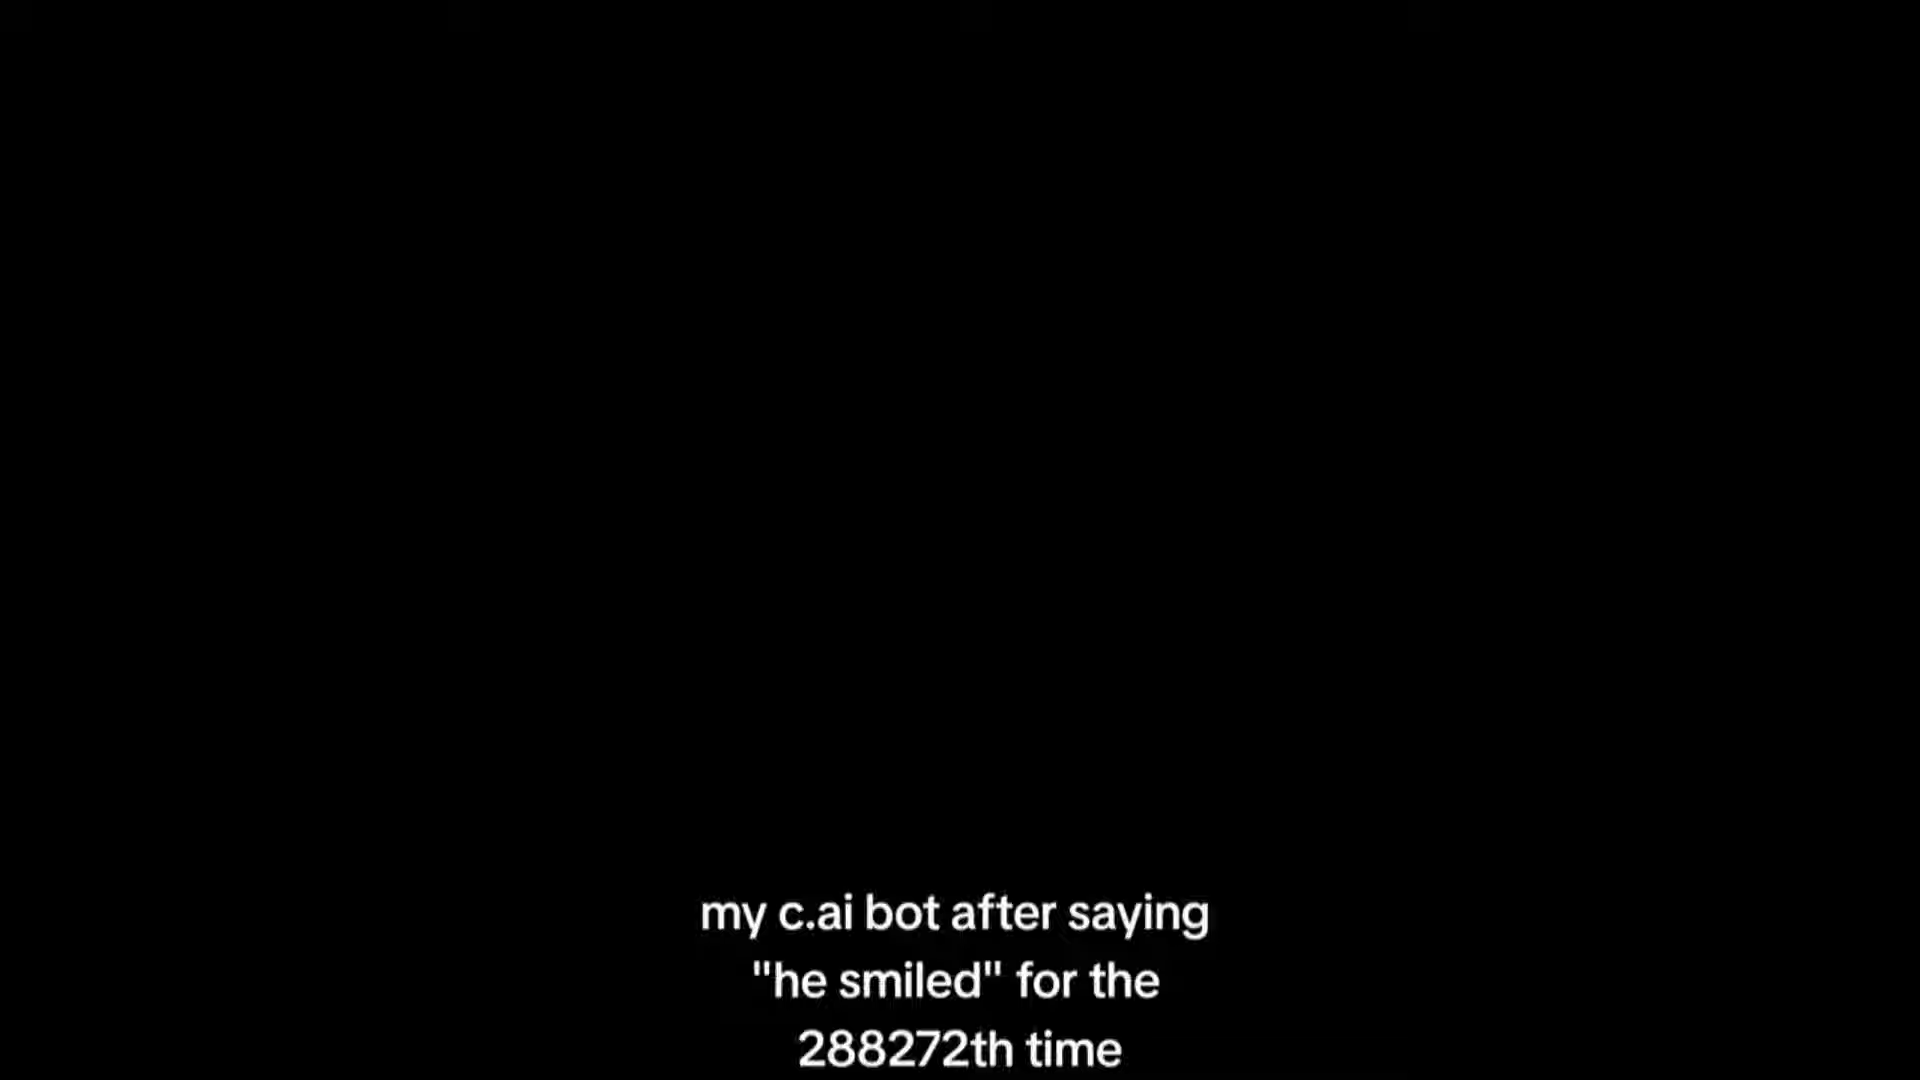 my c.ai bot after saying
"he smiled" for the
288272th time